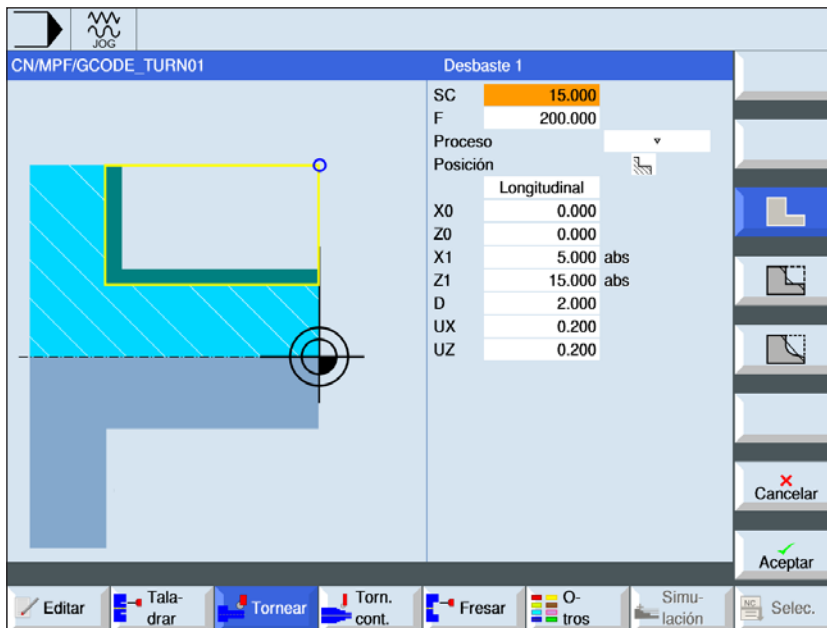 JOG
CN/MPF/GCODE_TURN01
Desbaste 1
SC 15.000
F 200.000
Proceso
Posición
Longitudinal
X0 0.000
Z0 0.000
X1 5.000 abs
Z1 15.000 abs
D 2.000
UX 0.200
UZ 0.200
Cancelar
Aceptar
Editar
Tala-
drar
Tornear
Torn.
cont.
Fresar
O-
tros
Simu-
lación
NC
Selec.